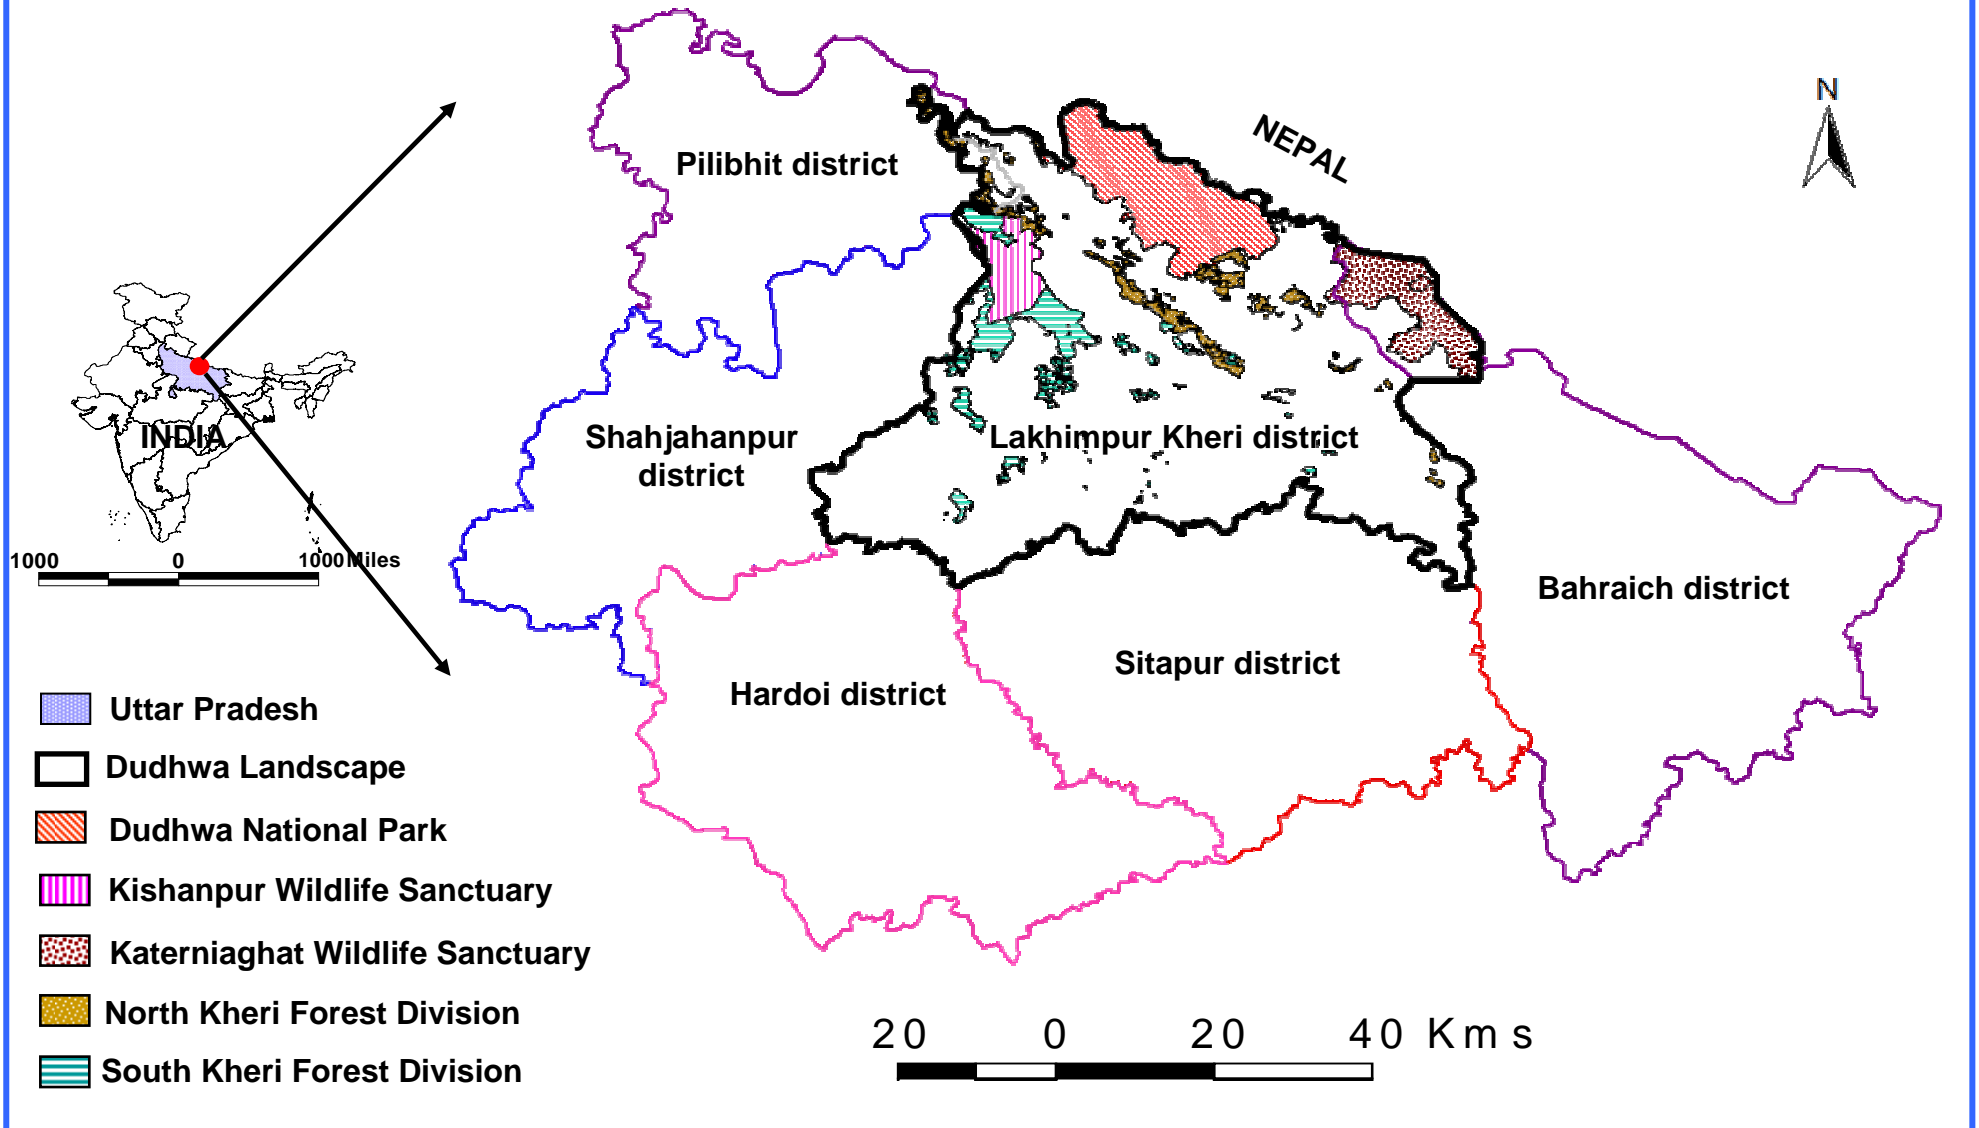 N
NEPAL
Pilibhit district
INDIA
Shahjahanpur
district
Lakhimpur Kheri district
1000 0 1000 Miles
Bahraich district
Sitapur district
Hardoi district
Uttar Pradesh
Dudhwa Landscape
Dudhwa National Park
Kishanpur Wildlife Sanctuary
Katerniaghat Wildlife Sanctuary
North Kheri Forest Division
South Kheri Forest Division
20 0 20 40 Kms